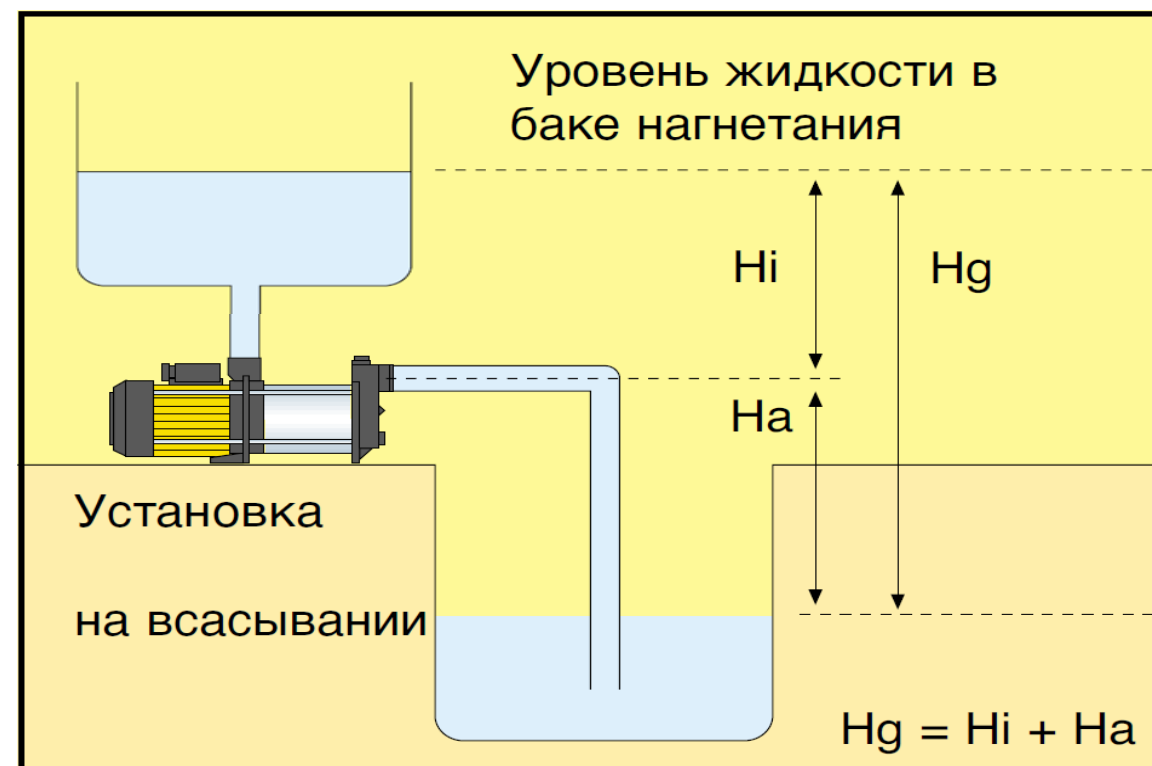 Уровень жидкости в
баке нагнетания
Hi
Hg
Ha
Установка
на всасывании
Hg = Hi + Ha